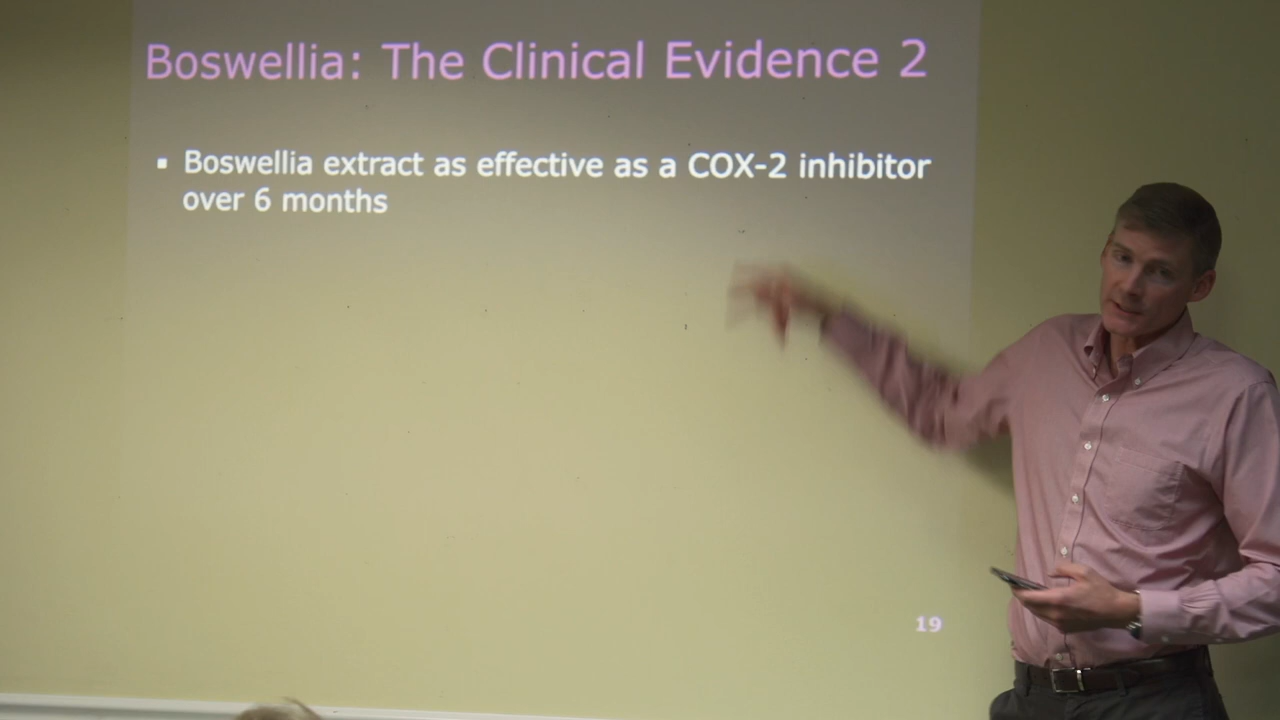 Boswellia: The Clinical Evidence 2
▪ Boswellia extract as effective as a COX-2 inhibitor
over 6 months
19